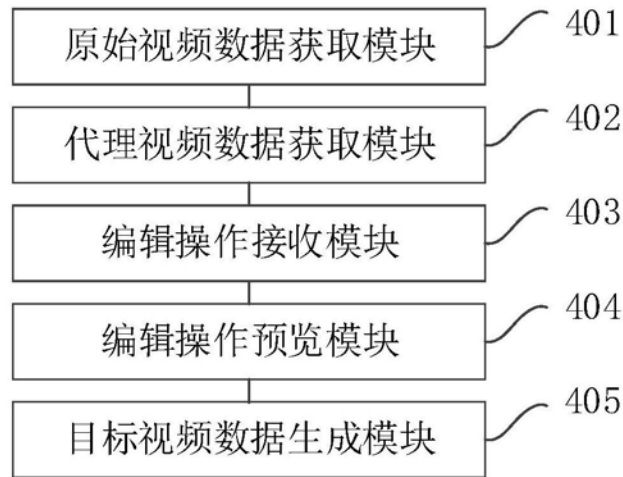 原始视频数据获取模块 401
代理视频数据获取模块 402
编辑操作接收模块 403
编辑操作预览模块 404
目标视频数据生成模块 405